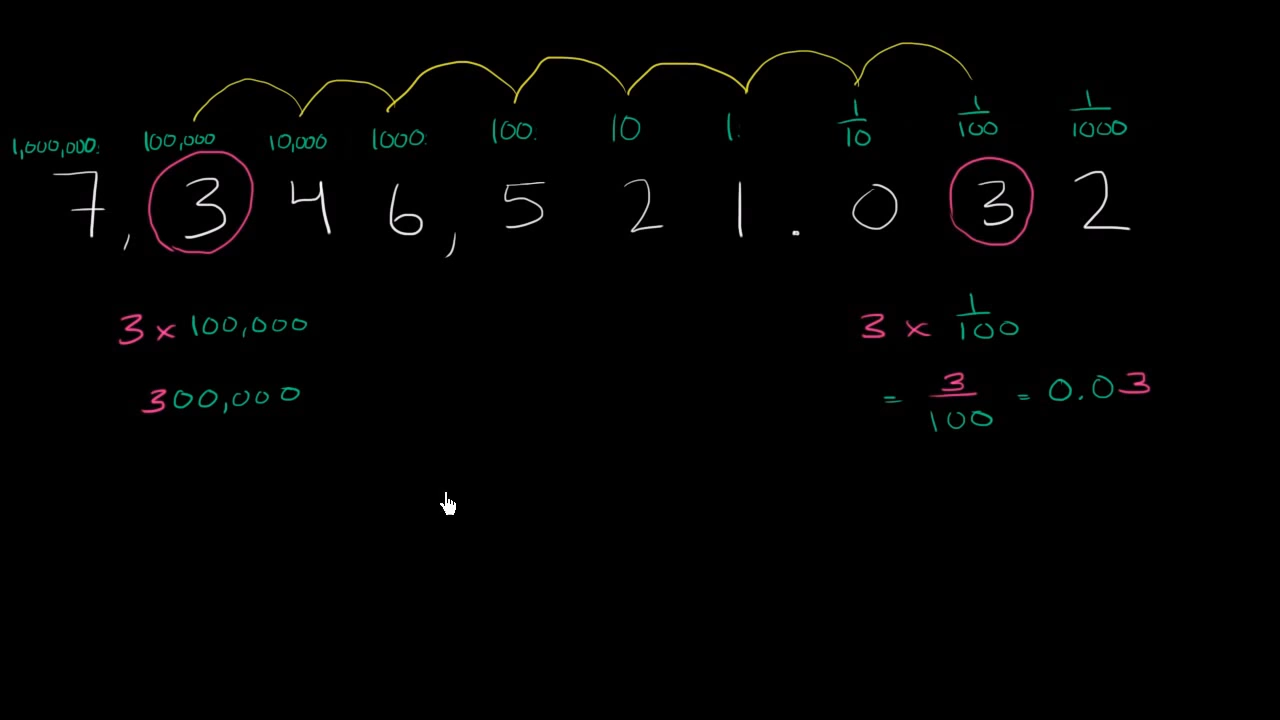 1,000,000. 100,000 10,000 1000. 100. 10 1. 1/10 1/100 1/1000
7,346,521.032
3 x 100,000 3 x 1/100
300,000 = 3/100 = 0.03